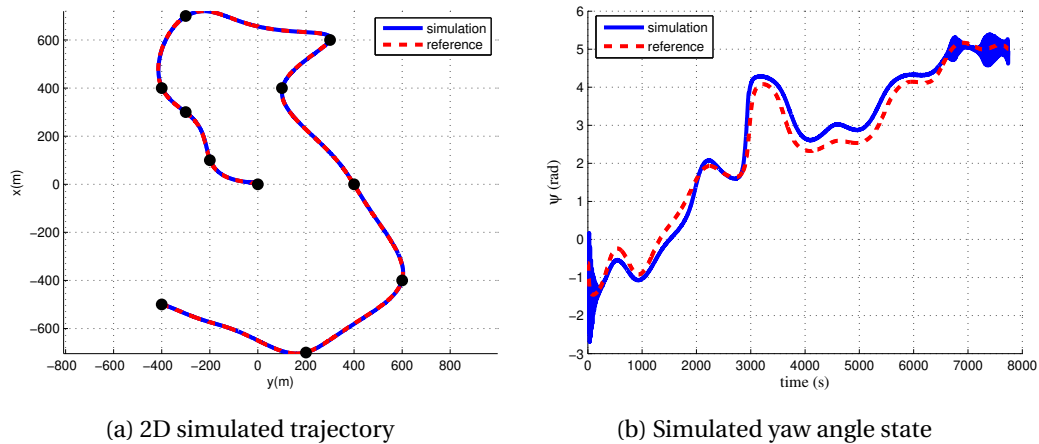 simulation
reference
600
400
200
0
−200
−400
−600
x(m)
−800 −600 −400 −200 0 200 400 600 800
y(m)
(a) 2D simulated trajectory
simulation
reference
6
5
4
3
2
1
0
−1
−2
−3
ψ (rad)
0 1000 2000 3000 4000 5000 6000 7000 8000
time (s)
(b) Simulated yaw angle state